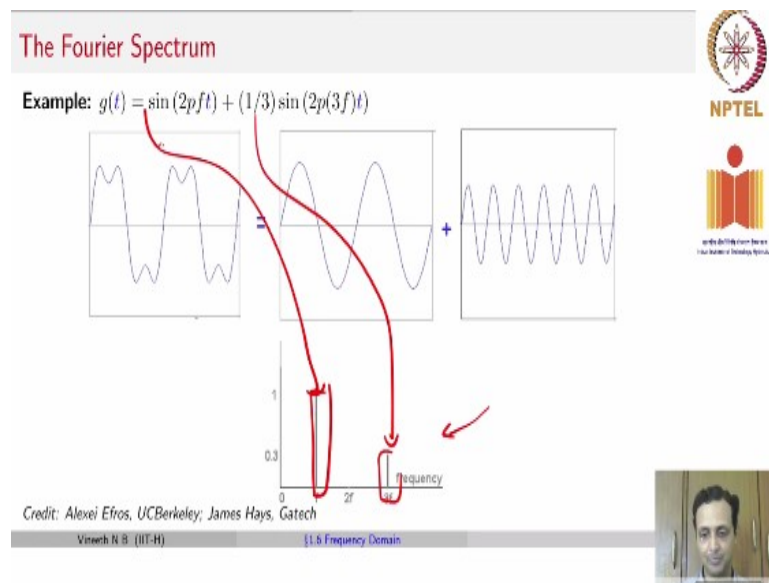 The Fourier Spectrum
NPTEL
Example: g(t) = sin (2pft) + (1/3) sin (2p(3f)t)
=
+
1
0.3
frequency
0
2f
3f
Credit: Alexei Efros, UCBerkeley; James Hays, Gatech
Vineeth N B (IIT-H)
§1.6 Frequency Domain